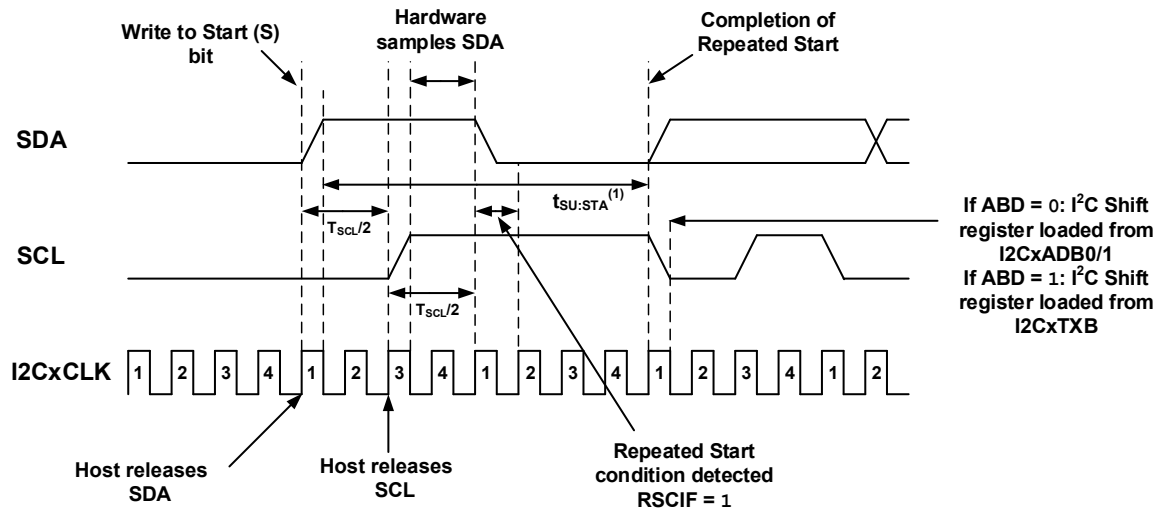 Write to Start (S)
bit
Hardware
samples SDA
Completion of
Repeated Start
SDA
tSU:STA(1)
TSCL/2
SCL
TSCL/2
If ABD = 0: I2C Shift
register loaded from
I2CxADB0/1
If ABD = 1: I2C Shift
register loaded from
I2CxTXB
I2CxCLK
1 2 3 4 1 2 3 4 1 2 3 4 1 2 3 4 1 2
Host releases
SDA
Host releases
SCL
Repeated Start
condition detected
RSCIF = 1